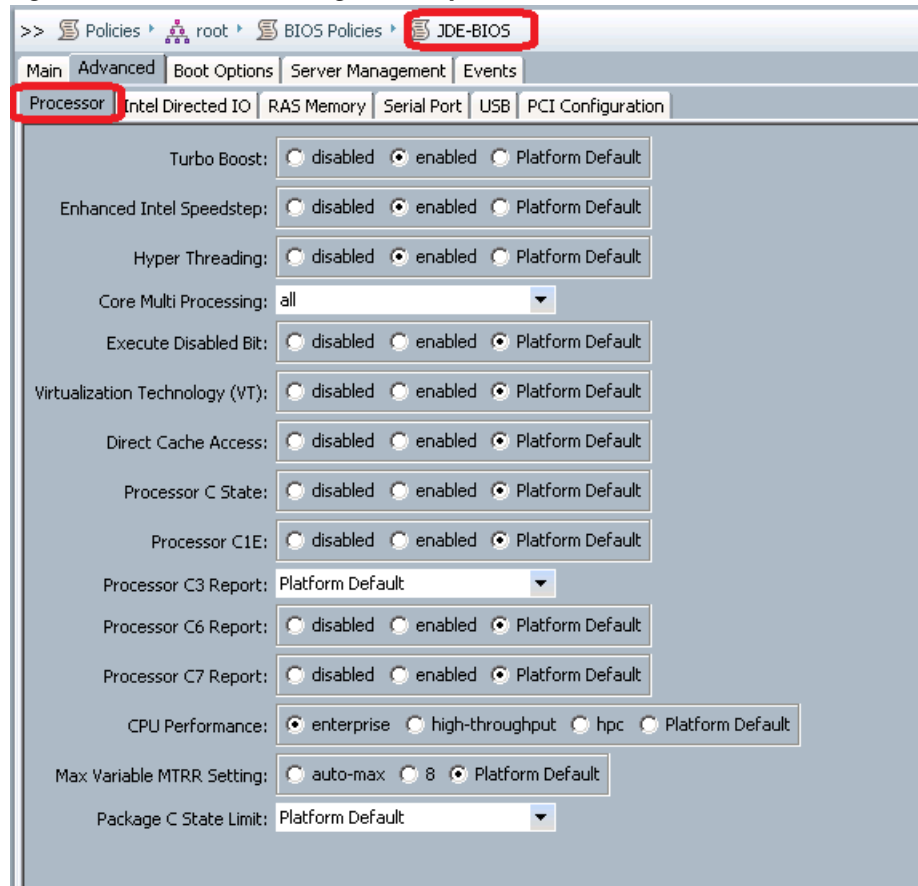 >> Policies root BIOS Policies JDE-BIOS
Main Advanced Boot Options Server Management Events
Processor Intel Directed IO RAS Memory Serial Port USB PCI Configuration
Turbo Boost: disabled enabled Platform Default
Enhanced Intel Speedstep: disabled enabled Platform Default
Hyper Threading: disabled enabled Platform Default
Core Multi Processing: all
Execute Disabled Bit: disabled enabled Platform Default
Virtualization Technology (VT): disabled enabled Platform Default
Direct Cache Access: disabled enabled Platform Default
Processor C State: disabled enabled Platform Default
Processor C1E: disabled enabled Platform Default
Processor C3 Report: Platform Default
Processor C6 Report: disabled enabled Platform Default
Processor C7 Report: disabled enabled Platform Default
CPU Performance: enterprise high-throughput hpc Platform Default
Max Variable MTRR Setting: auto-max 8 Platform Default
Package C State Limit: Platform Default